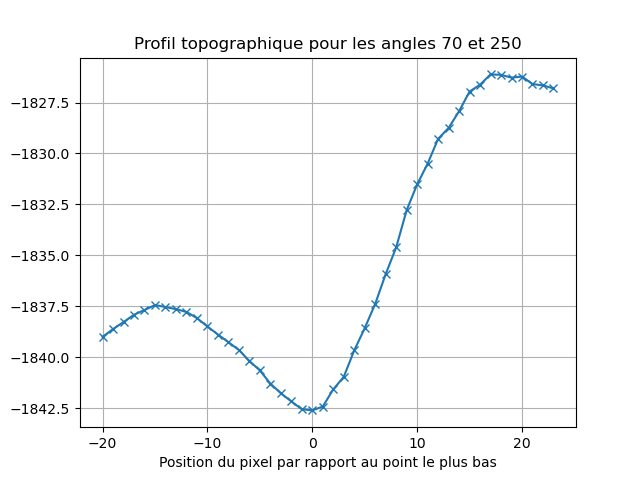 Profil topographique pour les angles 70 et 250
−1827.5
−1830.0
−1832.5
−1835.0
−1837.5
−1840.0
−1842.5
−20 −10 0 10 20
Position du pixel par rapport au point le plus bas